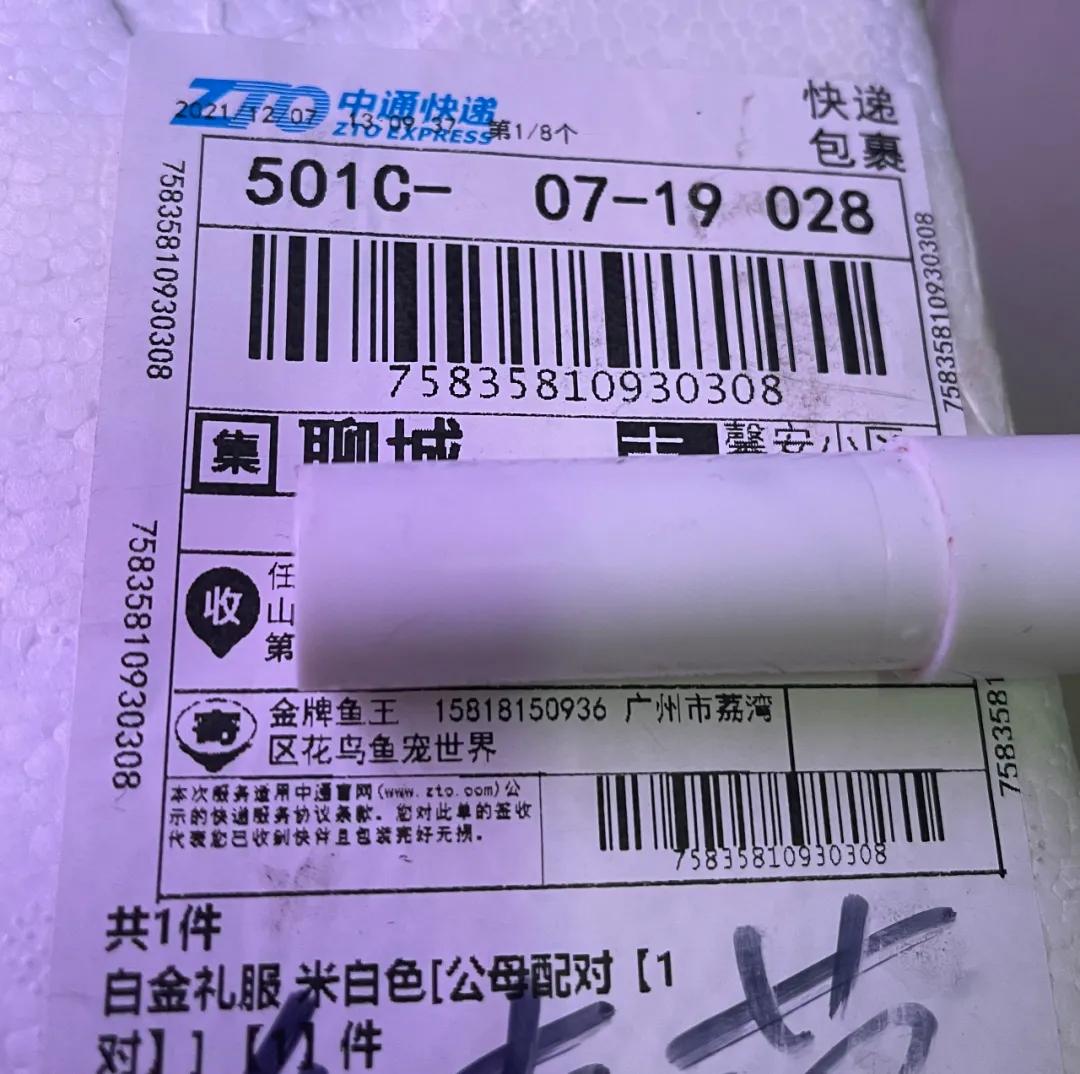 ZTO 中通快递
ZTO EXPRESS
2021/12/07 13:09:37 第1/8个
快递
包裹
501C- 07-19 028
75835810930308
75835810930308
75835810930308
集
馨安小区
收
任
山
第
75835810930308
寄
金牌鱼王 15818150936 广州市荔湾
区花鸟鱼宠世界
7583581
本次服务适用中通官网(www.zto.com)公
示的快递服务协议条款。您对此单的签收
代表您已收到快件且包装完好无损。
75835810930308
共1件
白金礼服 米白色[公母配对【1
对】]【1】件